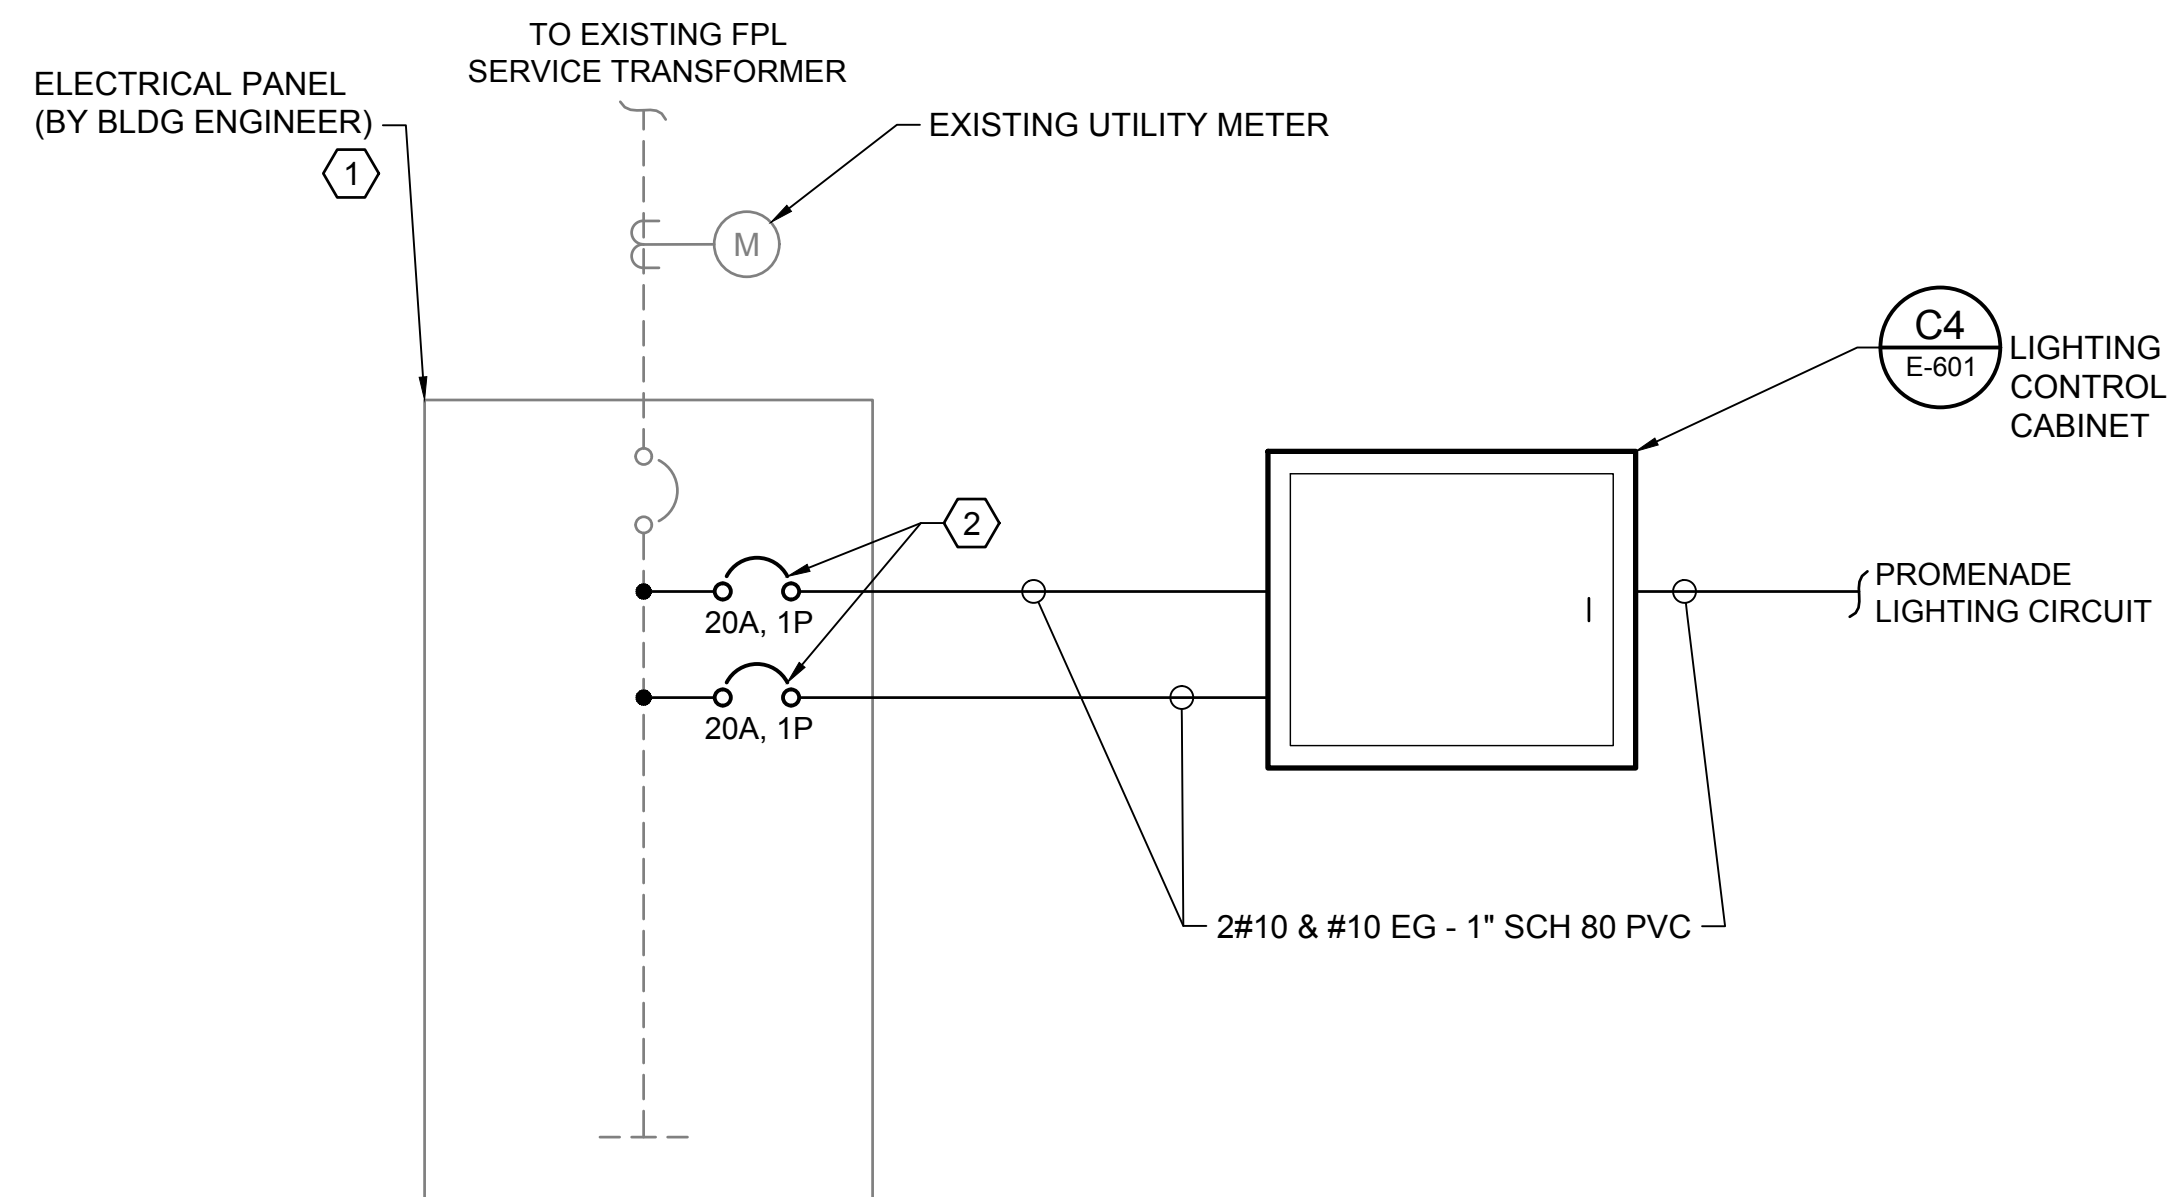 TO EXISTING FPL
SERVICE TRANSFORMER
ELECTRICAL PANEL
(BY BLDG ENGINEER)
1
EXISTING UTILITY METER
M
C4
E-601
LIGHTING
CONTROL
CABINET
2
20A, 1P
20A, 1P
PROMENADE
LIGHTING CIRCUIT
2#10 & #10 EG - 1" SCH 80 PVC